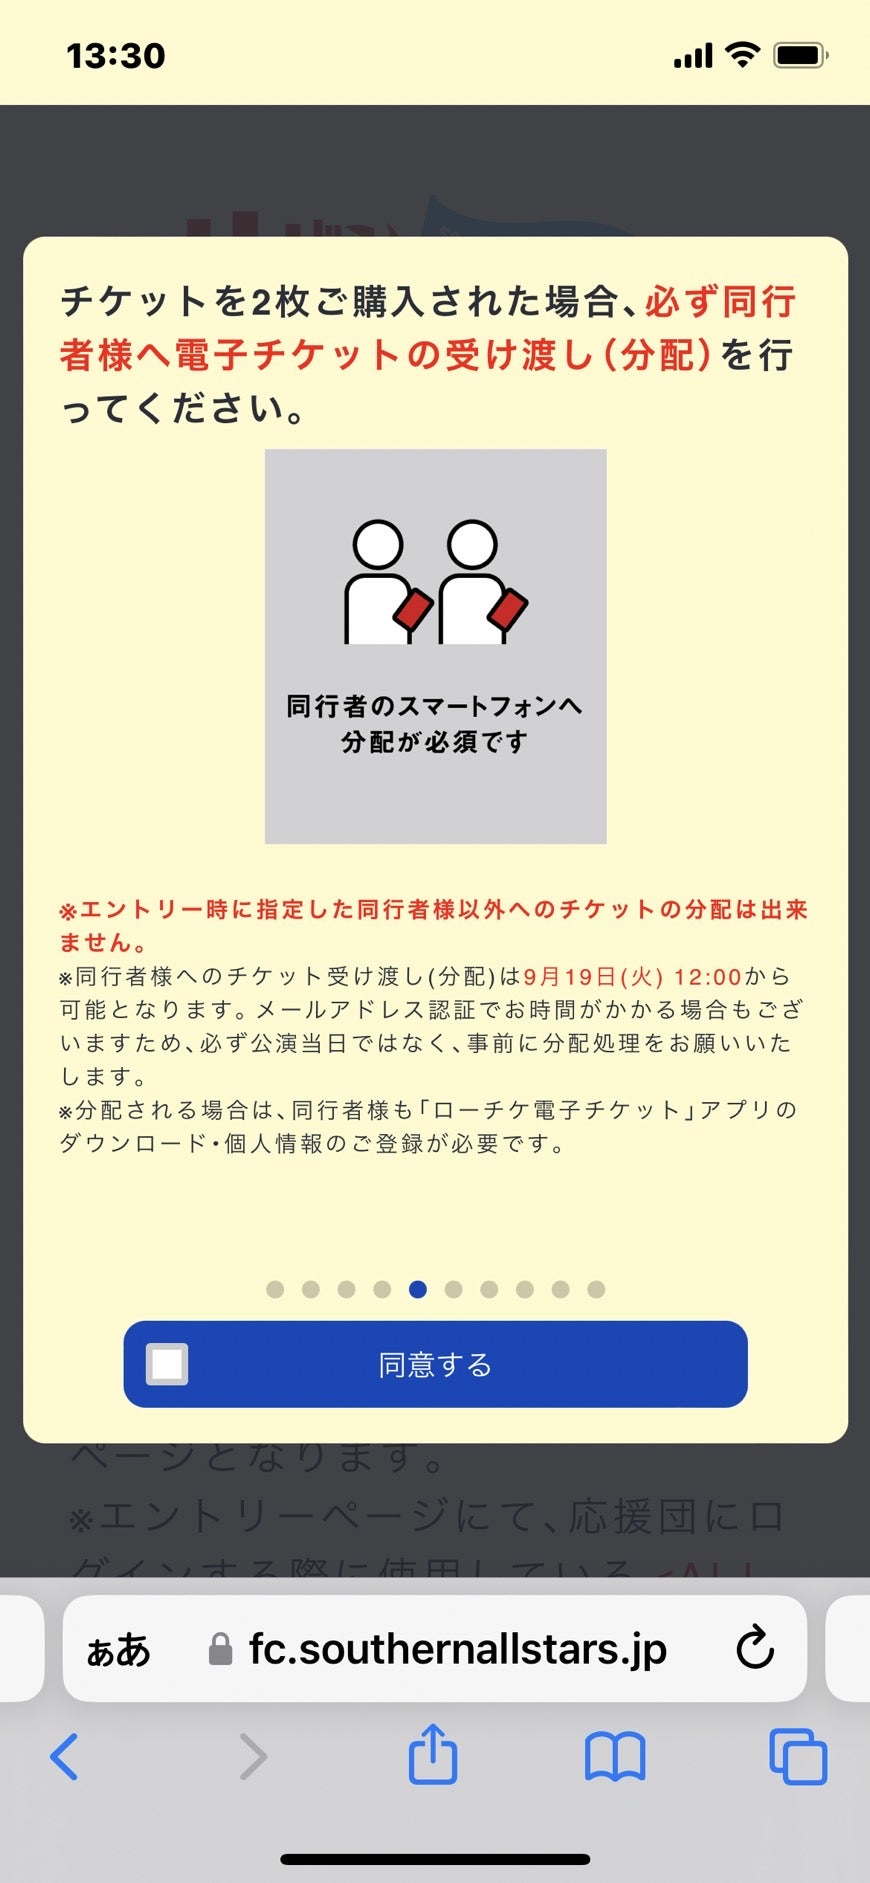 13:30
チケットを2枚ご購入された場合、必ず同行
者様へ電子チケットの受け渡し(分配)を行
ってください。
同行者のスマートフォンへ
分配が必須です
※エントリー時に指定した同行者様以外へのチケットの分配は出来
ません。
※同行者様へのチケット受け渡し(分配)は9月19日(火) 12:00から
可能となります。メールアドレス認証でお時間がかかる場合もござ
いますため、必ず公演当日ではなく、事前に分配処理をお願いいた
します。
※分配される場合は、同行者様も「ローチケ電子チケット」アプリの
ダウンロード・個人情報のご登録が必要です。
同意する
ページとなります。
※エントリーページにて、応援団にロ
グインする際に使用している <ALL
ぁあ fc.southernallstars.jp